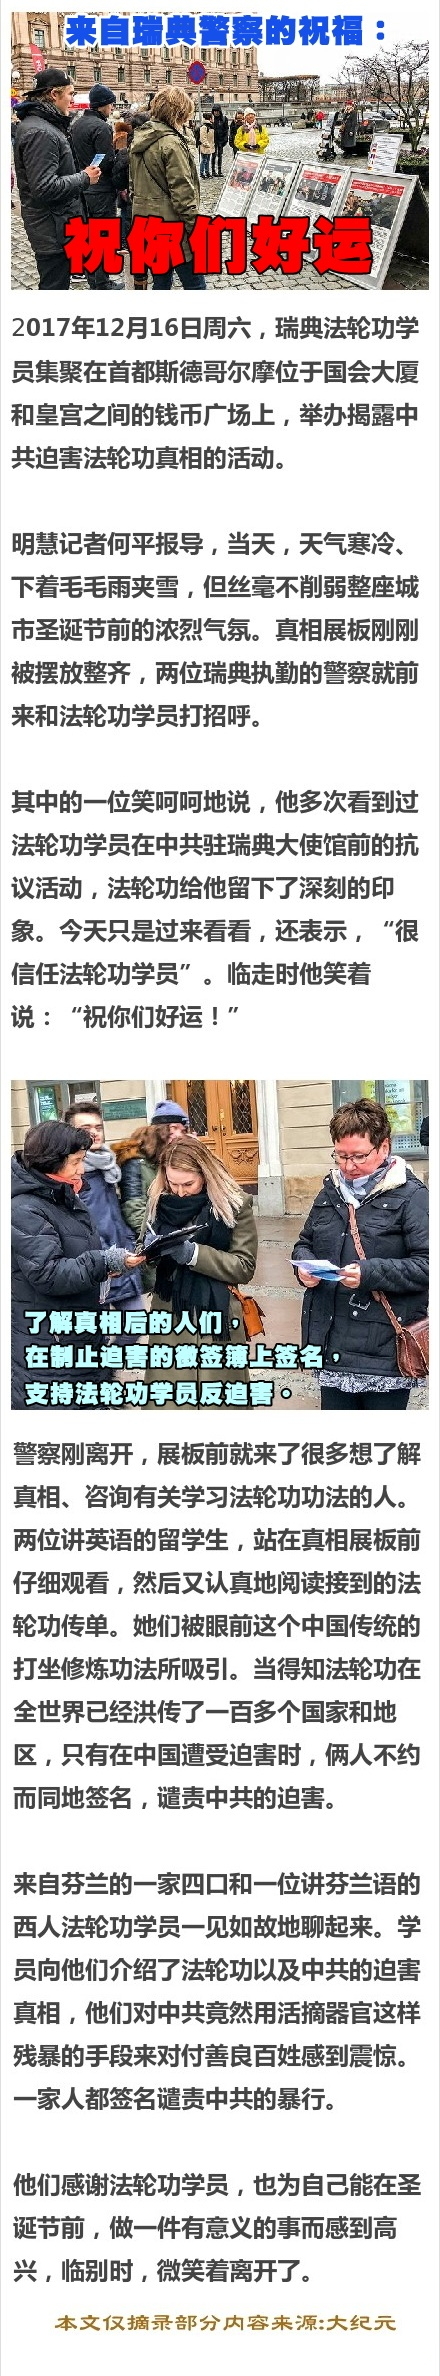 来自瑞典警察的祝福：
祝你们好运
2017年12月16日周六，瑞典法轮功学
员集聚在首都斯德哥尔摩位于国会大厦
和皇宫之间的钱币广场上，举办揭露中
共迫害法轮功真相的活动。
明慧记者何平报导，当天，天气寒冷、
下着毛毛雨夹雪，但丝毫不削弱整座城
市圣诞节前的浓烈气氛。真相展板刚刚
被摆放整齐，两位瑞典执勤的警察就前
来和法轮功学员打招呼。
其中的一位笑呵呵地说，他多次看到过
法轮功学员在中共驻瑞典大使馆前的抗
议活动，法轮功给他留下了深刻的印
象。今天只是过来看看，还表示，“很
信任法轮功学员”。临走时他笑着
说：“祝你们好运！”
了解真相后的人们，
在制止迫害的徵签簿上签名，
支持法轮功学员反迫害。
警察刚离开，展板前就来了很多想了解
真相、咨询有关学习法轮功功法的人。
两位讲英语的留学生，站在真相展板前
仔细观看，然后又认真地阅读接到的法
轮功传单。她们被眼前这个中国传统的
打坐修炼功法所吸引。当得知法轮功在
全世界已经洪传了一百多个国家和地
区，只有在中国遭受迫害时，俩人不约
而同地签名，谴责中共的迫害。
来自芬兰的一家四口和一位讲芬兰语的
西人法轮功学员一见如故地聊起来。学
员向他们介绍了法轮功以及中共的迫害
真相，他们对中共竟然用活摘器官这样
残暴的手段来对付善良百姓感到震惊。
一家人都签名谴责中共的暴行。
他们感谢法轮功学员，也为自己能在圣
诞节前，做一件有意义的事而感到高
兴，临别时，微笑着离开了。
本文仅摘录部分内容来源:大纪元